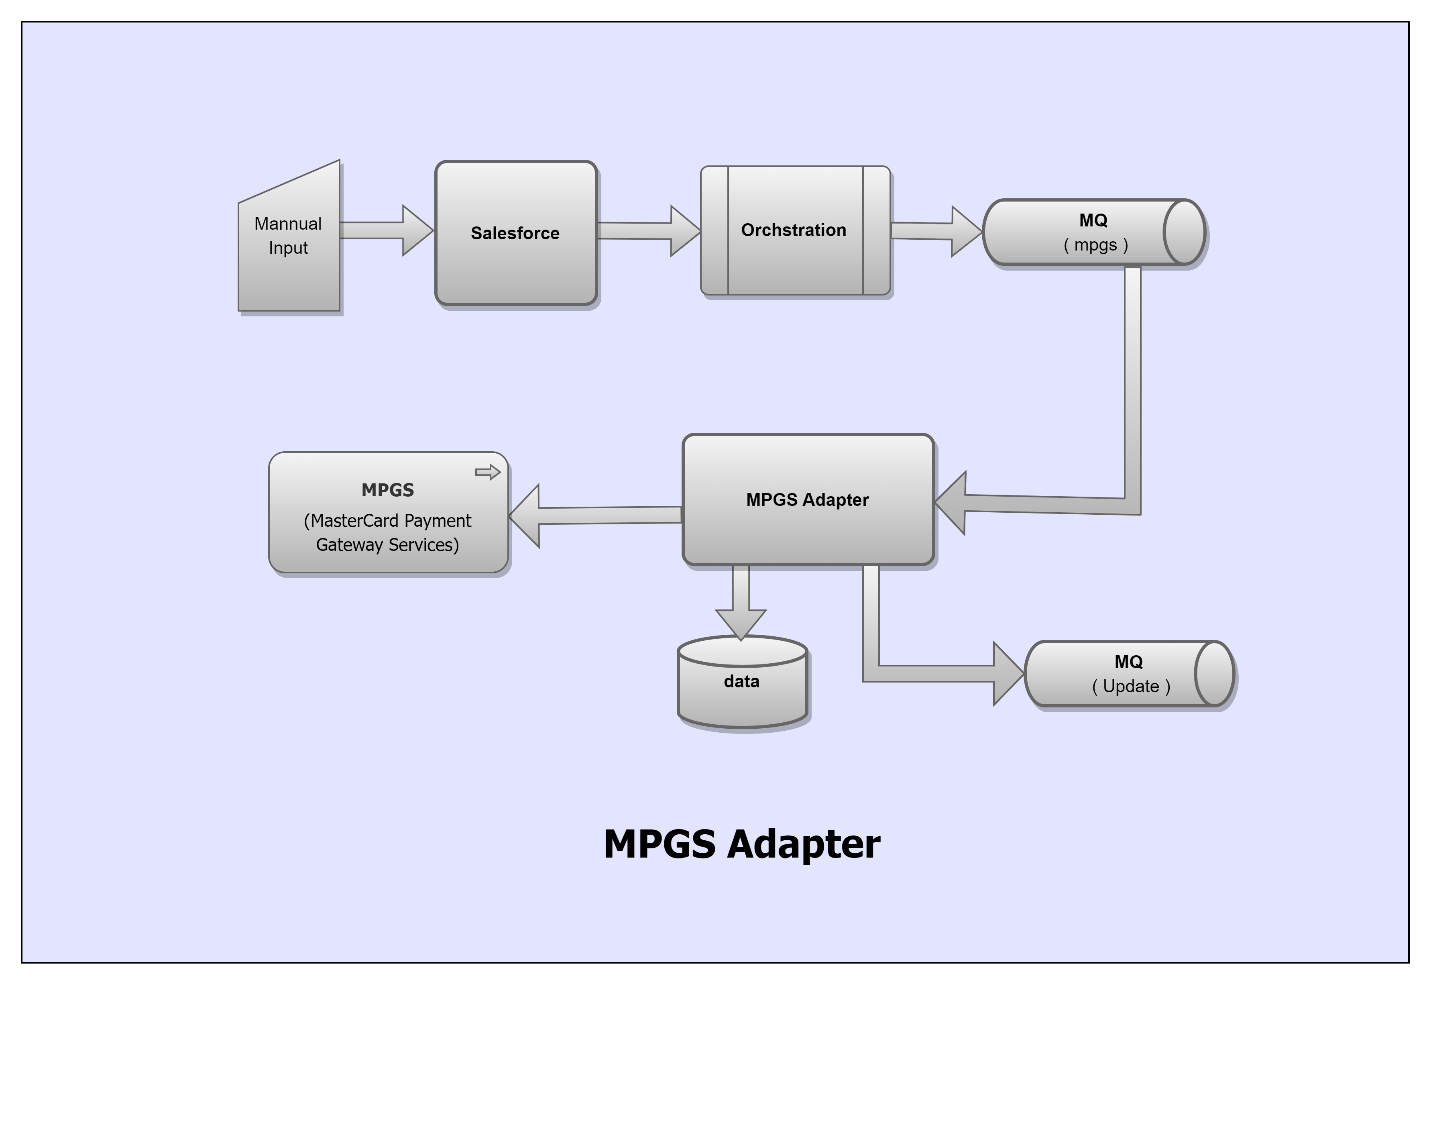 Mannual
Input
Salesforce
Orchstration
MQ
( mpgs )
MPGS
(MasterCard Payment
Gateway Services)
MPGS Adapter
data
MQ
( Update )
MPGS Adapter